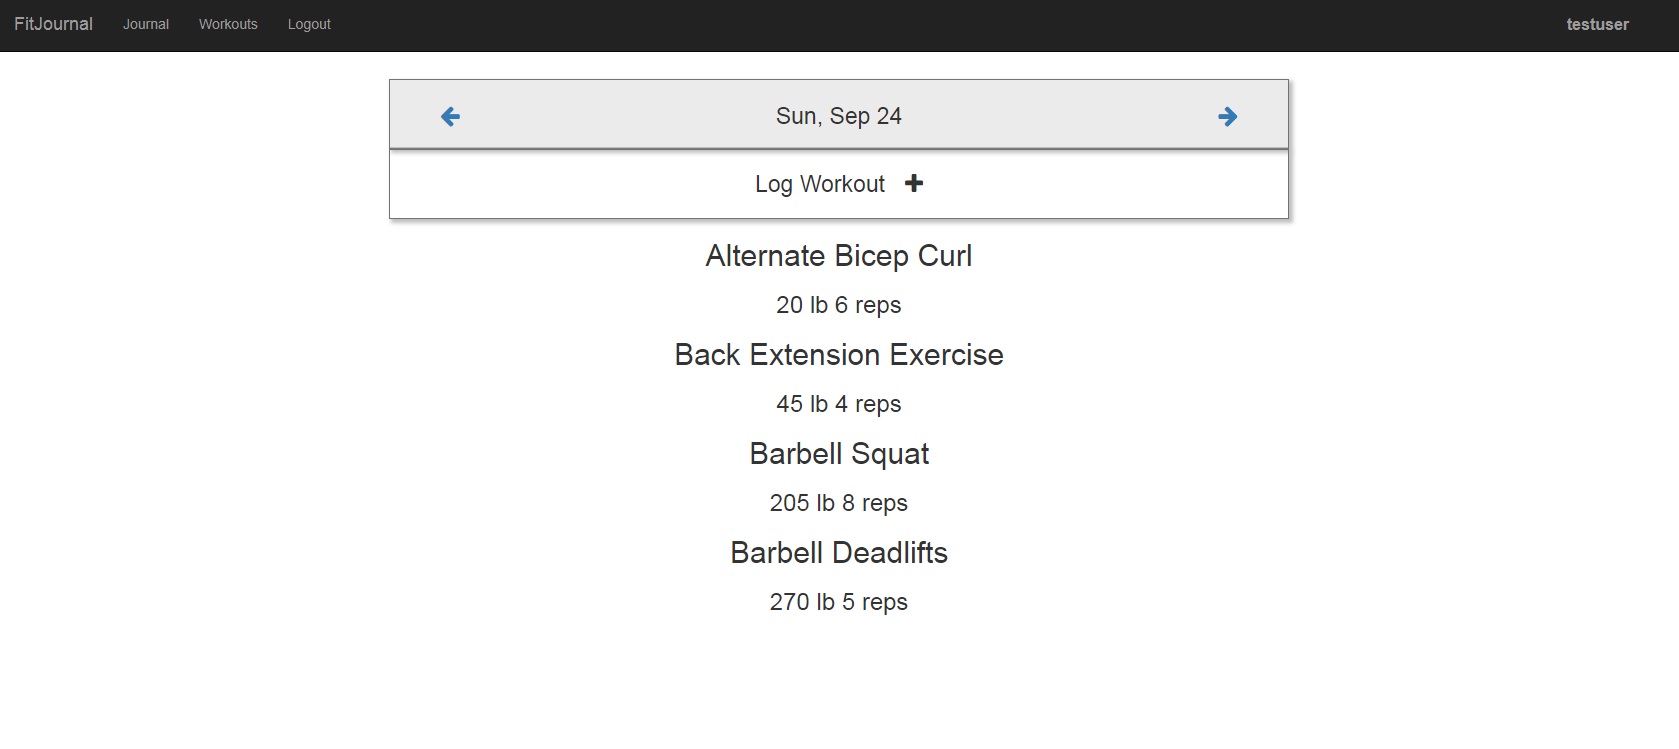 FitJournal Journal Workouts Logout testuser
Sun, Sep 24
Log Workout
Alternate Bicep Curl
20 lb 6 reps
Back Extension Exercise
45 lb 4 reps
Barbell Squat
205 lb 8 reps
Barbell Deadlifts
270 lb 5 reps